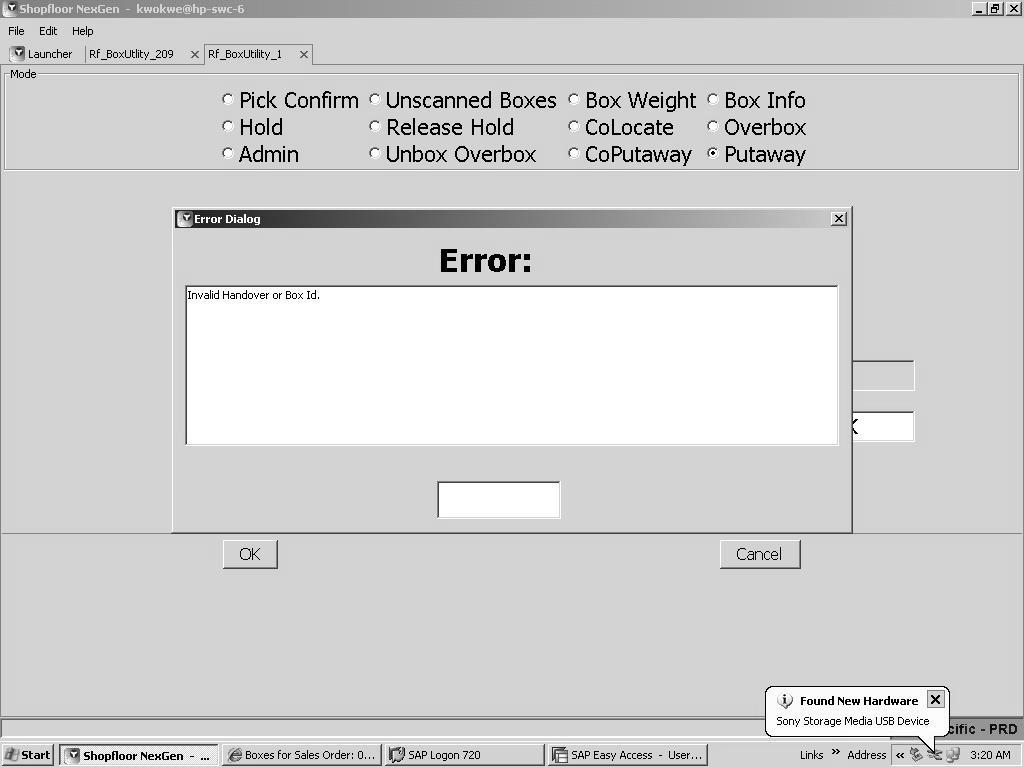 Shopfloor NexGen - kwokwe@hp-swc-6
File Edit Help
Launcher Rf_BoxUtlity_209 Rf_BoxUtility_1
Mode
Pick Confirm Unscanned Boxes Box Weight Box Info
Hold Release Hold CoLocate Overbox
Admin Unbox Overbox CoPutaway Putaway
Error Dialog
Error:
Invalid Handover or Box Id.
OK Cancel
Found New Hardware
Sony Storage Media USB Device
cific - PRD
Start Shopfloor NexGen - ... Boxes for Sales Order: 0... SAP Logon 720 SAP Easy Access - User... Links » Address « 3:20 AM